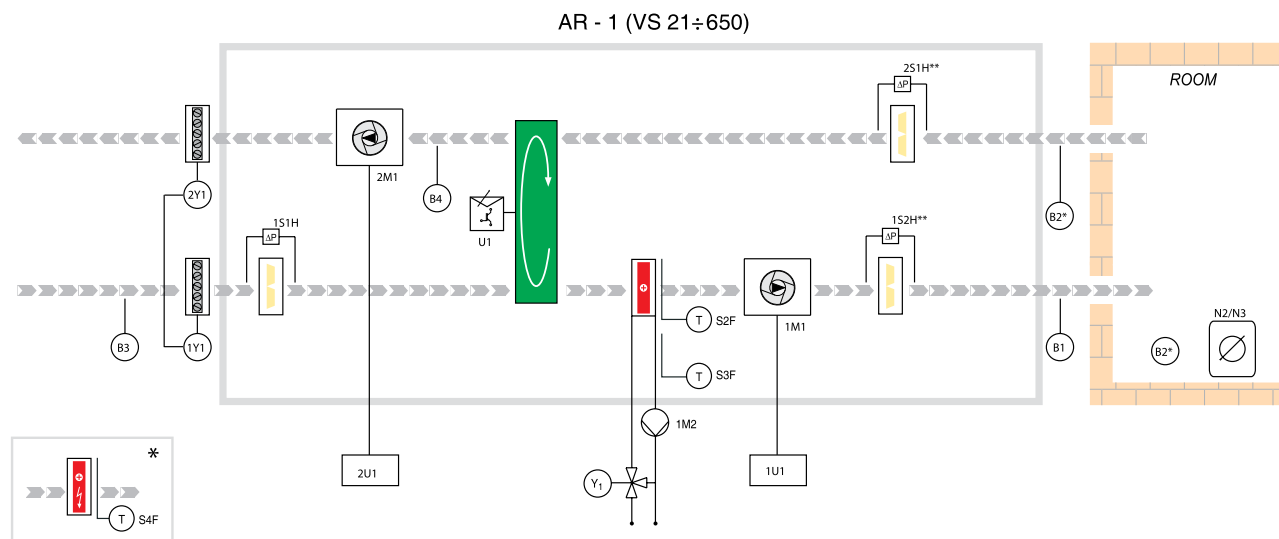 AR - 1 (VS 21÷650)
2S1H**
ΔP
ROOM
2M1
2Y1
B4
B2*
U1
1S1H
ΔP
1S2H**
ΔP
N2/N3
B3
1Y1
S2F
T
1M1
B1
B2*
T
S3F
1M2
*
2U1
1U1
Y1
T
S4F